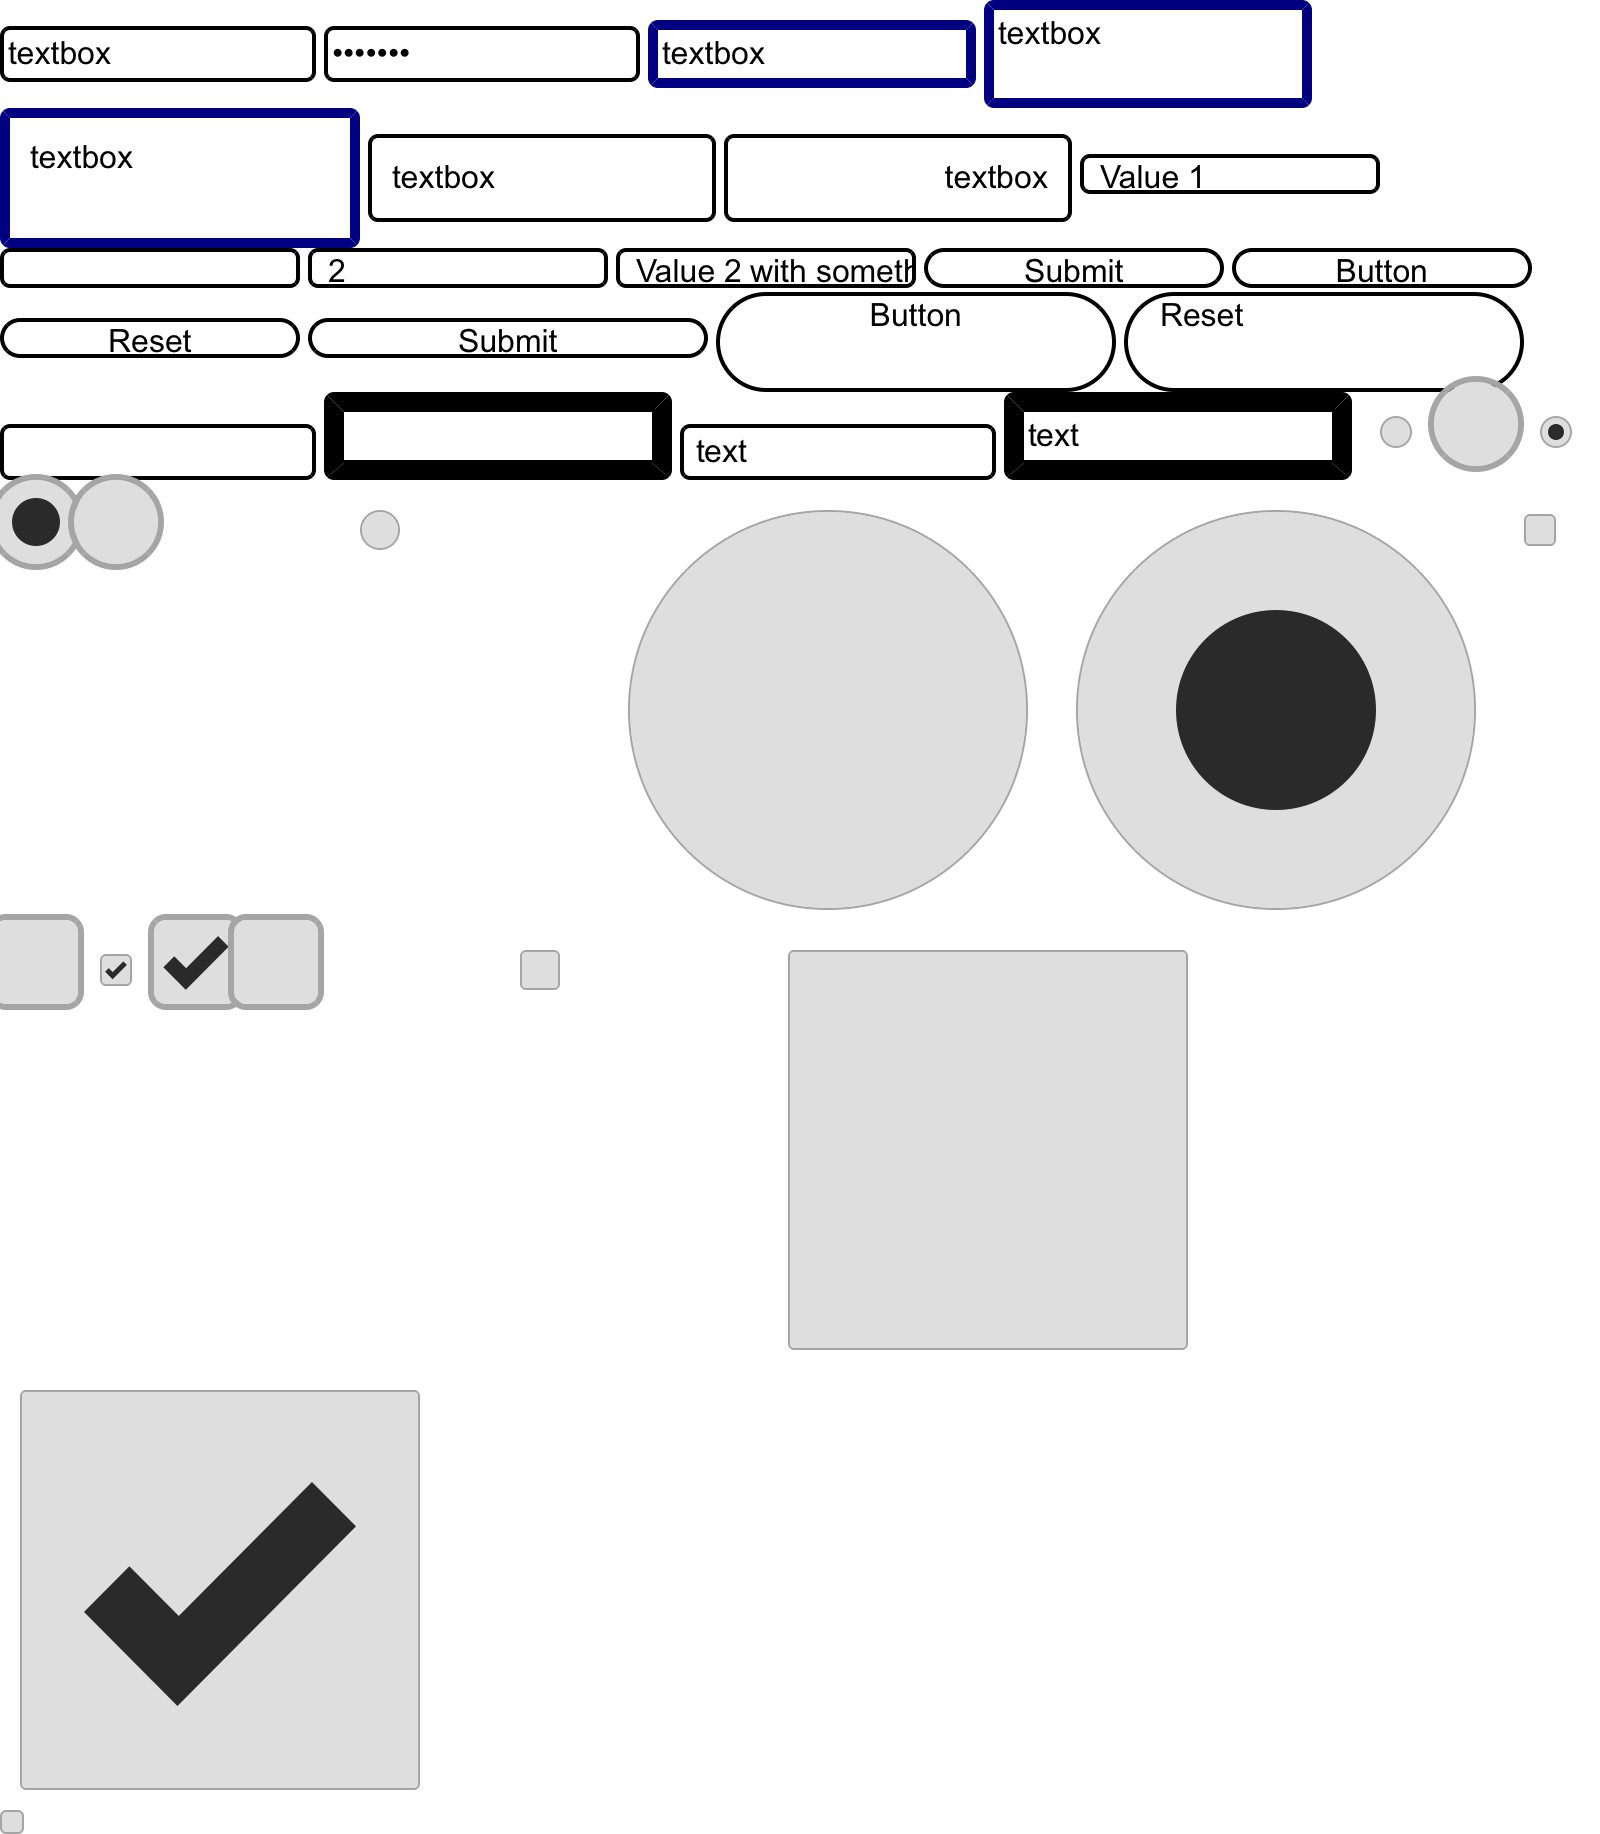 textbox ••••••• textbox textbox
textbox textbox textbox Value 1
2 Value 2 with someth Submit Button
Reset Submit Button Reset
text text